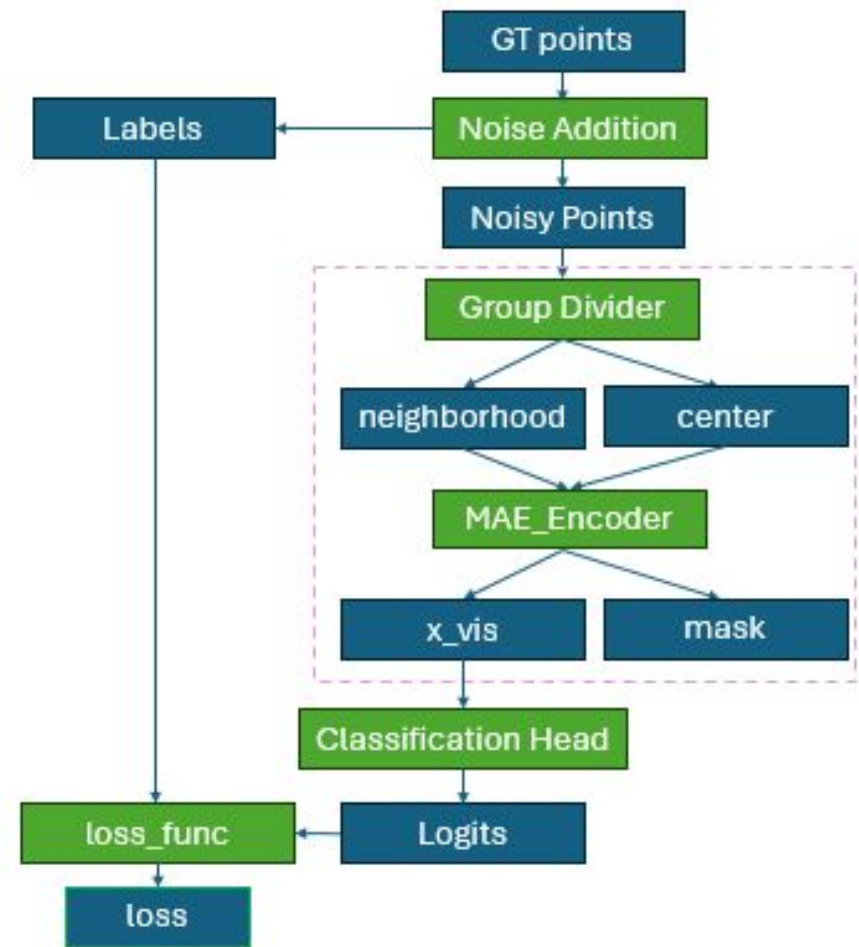 GT points
Labels
Noise Addition
Noisy Points
Group Divider
neighborhood
center
MAE_Encoder
x_vis
mask
Classification Head
loss_func
Logits
loss